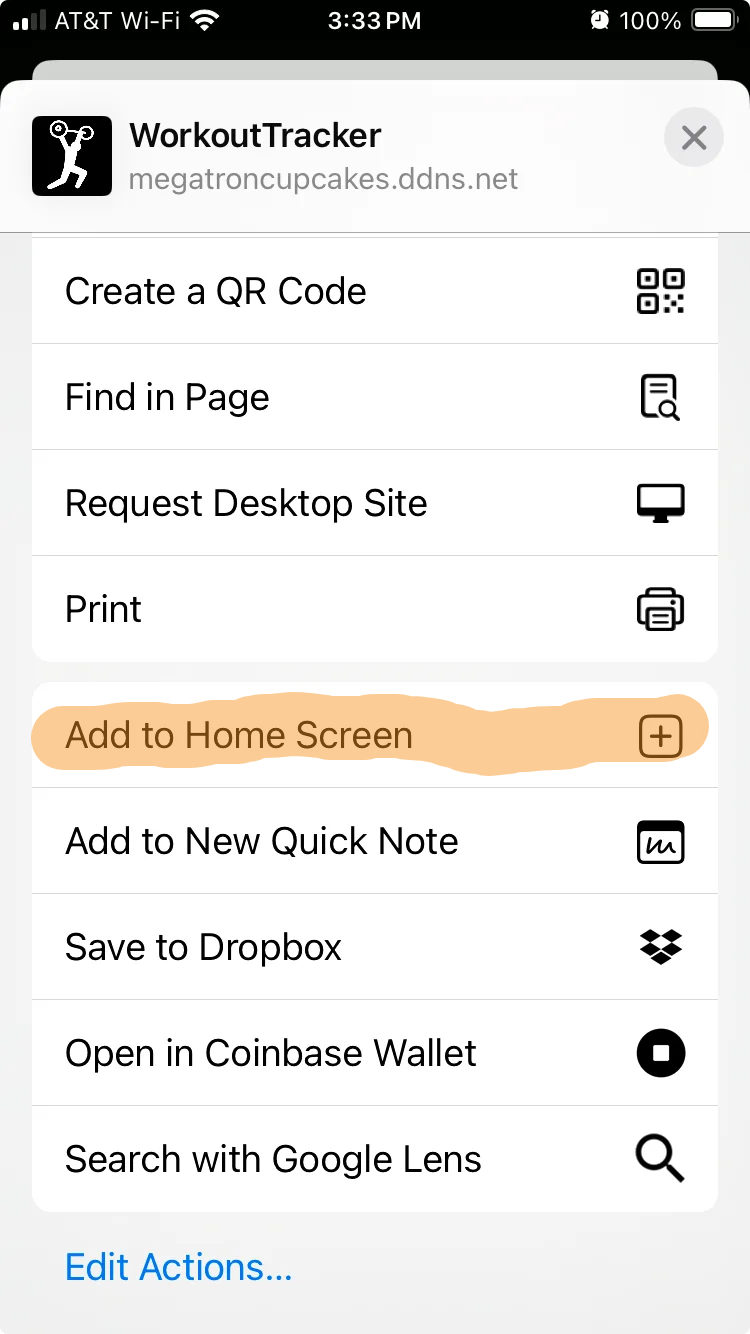 AT&T Wi-Fi 3:33 PM 100%
WorkoutTracker
megatroncupcakes.ddns.net
Create a QR Code
Find in Page
Request Desktop Site
Print
Add to Home Screen
Add to New Quick Note
Save to Dropbox
Open in Coinbase Wallet
Search with Google Lens
Edit Actions...